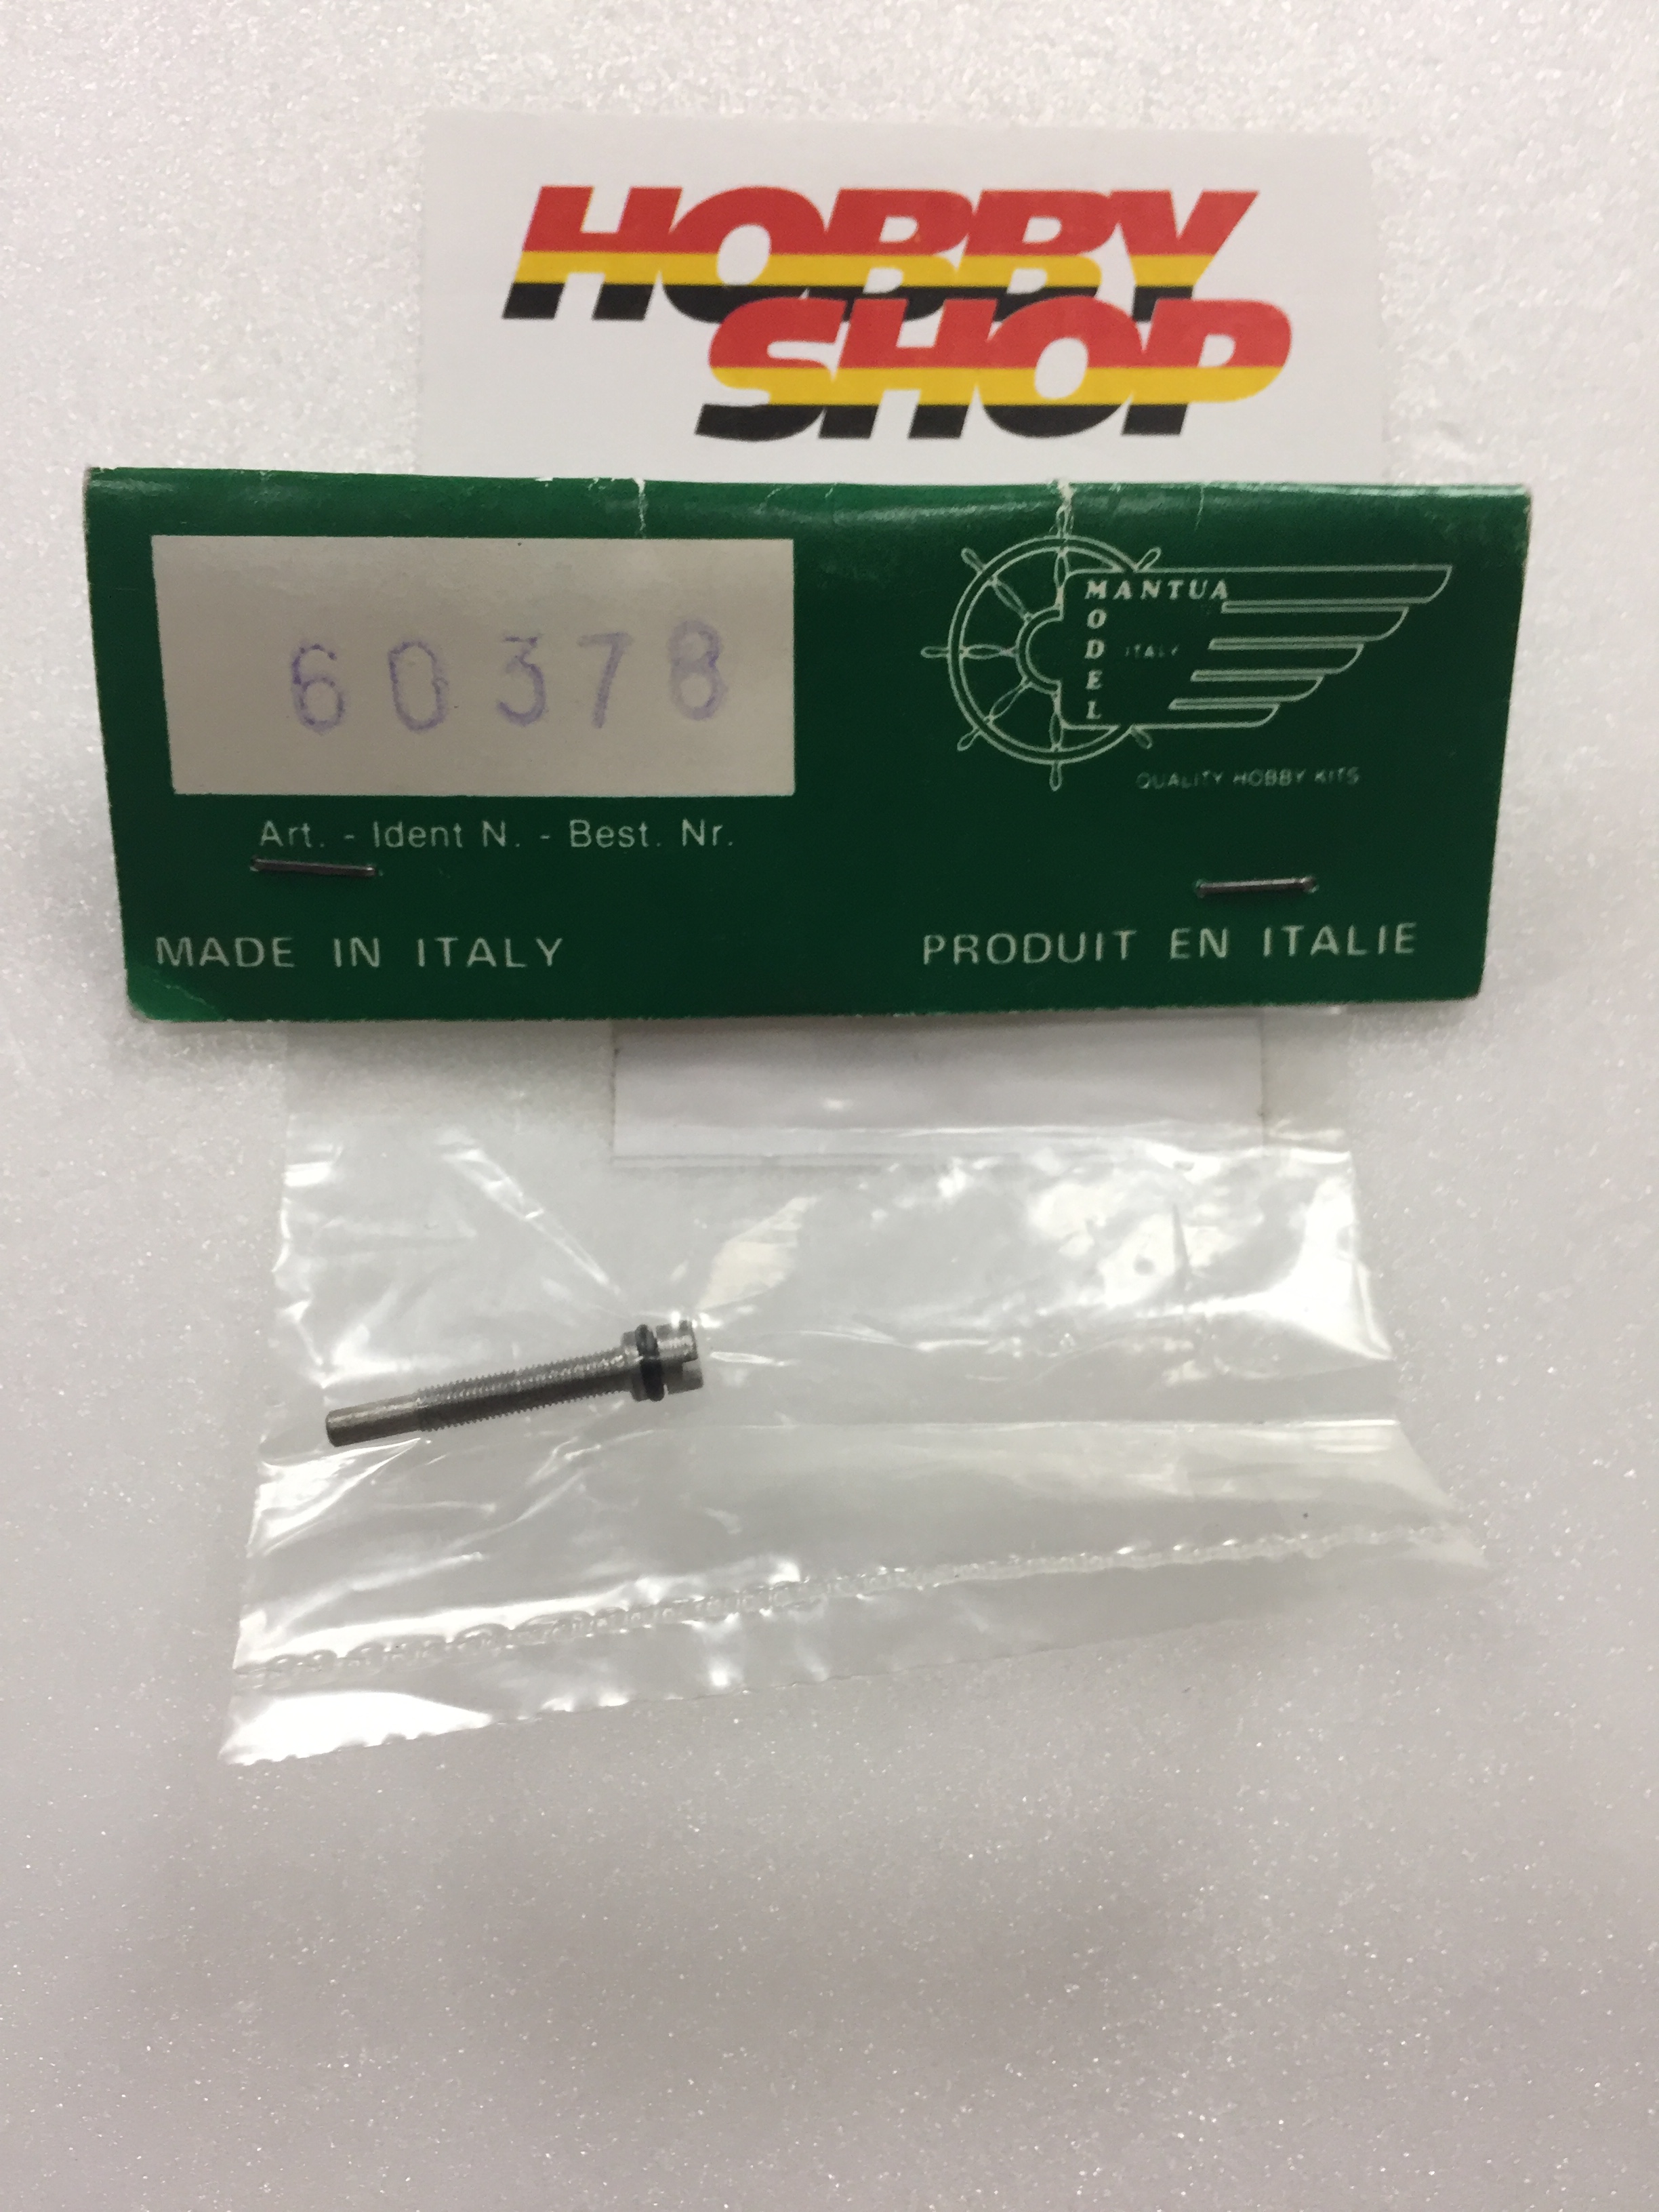 HOBBY
SHOP
60378
Art. - Ident N. - Best. Nr.
MADE IN ITALY
MANTUA
MODEL
ITALY
QUALITY HOBBY KITS
PRODUIT EN ITALIE